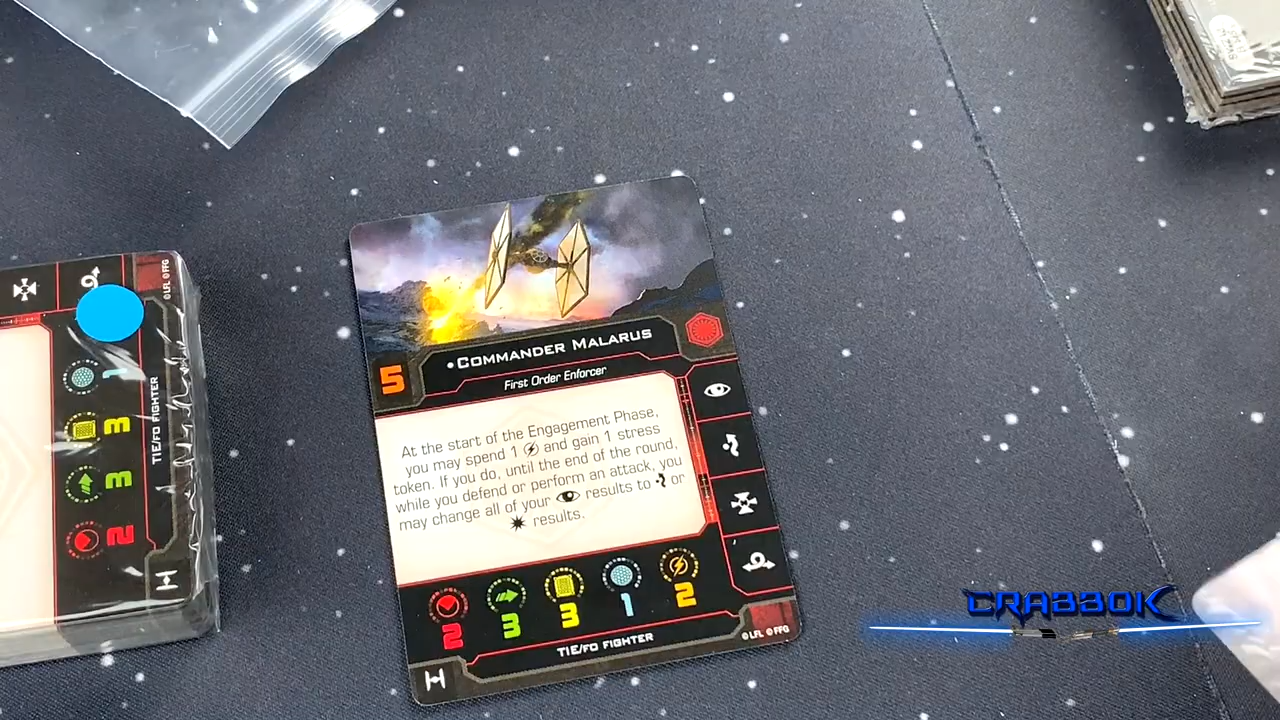 •COMMANDER MALARUS
5
First Order Enforcer
At the start of the Engagement Phase,
you may spend 1 and gain 1 stress
token. If you do, until the end of the round,
while you defend or perform an attack, you
may change all of your results to or
results.
2 3 3 1 2
TIE/FO FIGHTER
©LFL ©FFG
©LFL ©FFG
1
3
3
2
TIE/FO FIGHTER
CRABBOK